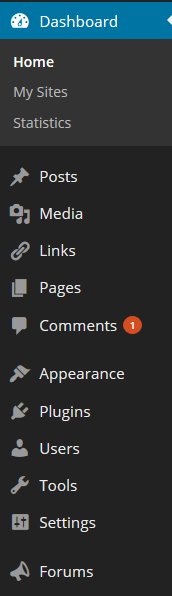 Dashboard
Home
My Sites
Statistics
Posts
Media
Links
Pages
Comments 1
Appearance
Plugins
Users
Tools
Settings
Forums